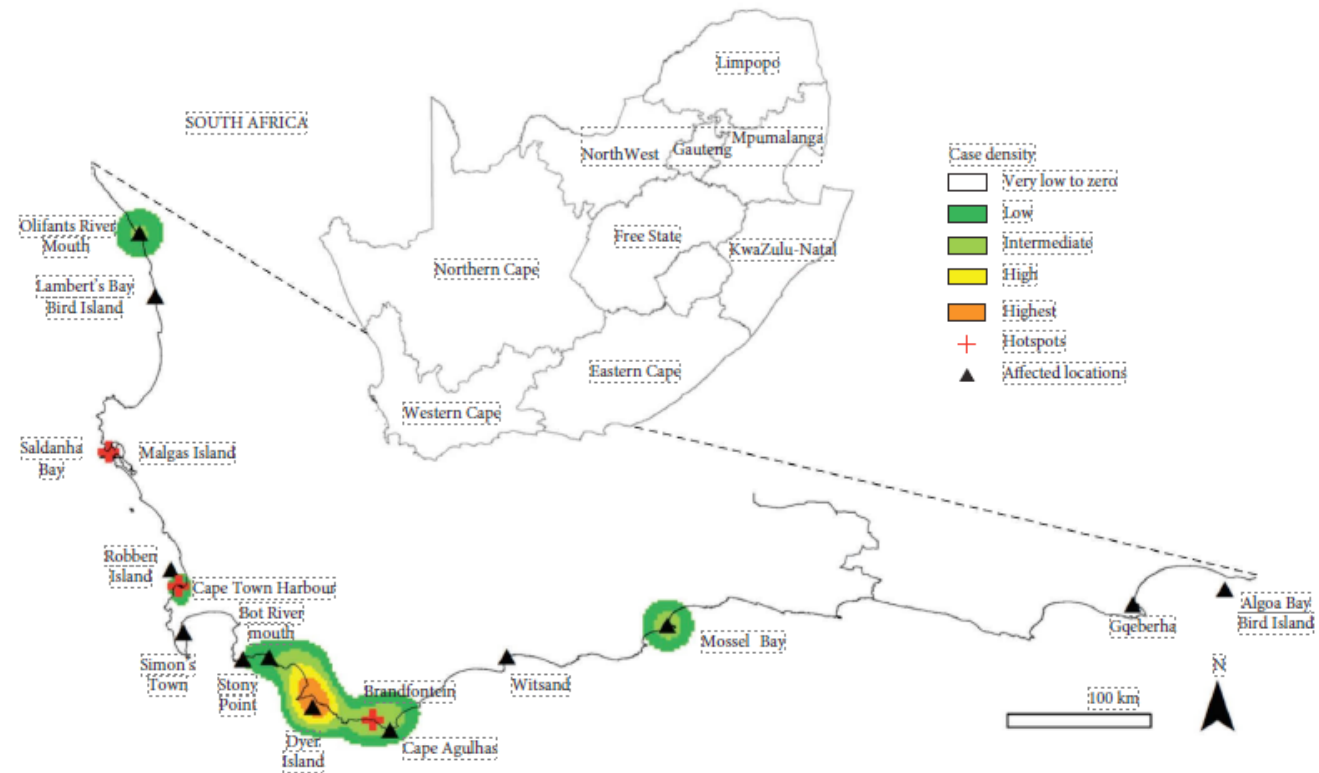 SOUTH AFRICA
Limpopo
NorthWest
Gauteng
Mpumalanga
Free State
KwaZulu-Natal
Northern Cape
Eastern Cape
Western Cape
Case density
Very low to zero
Low
Intermediate
High
Highest
Hotspots
Affected locations
Olifants River
Mouth
Lambert's Bay
Bird Island
Saldanha
Bay
Malgas Island
Robben
Island
Cape Town Harbour
Bot River
mouth
Simon's
Town
Stony
Point
Dyer
Island
Brandfontein
Cape Agulhas
Witsand
Mossel Bay
Gqeberha
Algoa Bay
Bird Island
N
100 km